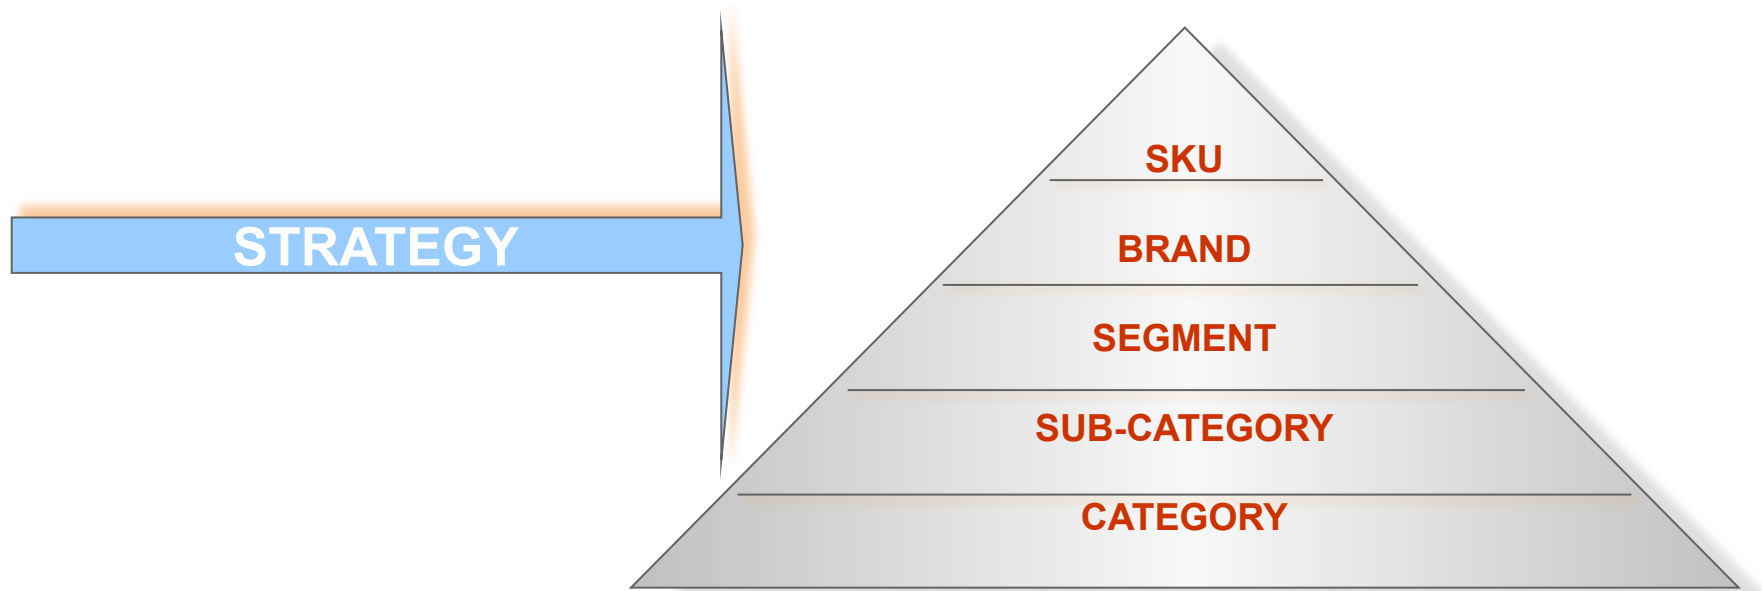 STRATEGY
SKU
BRAND
SEGMENT
SUB-CATEGORY
CATEGORY